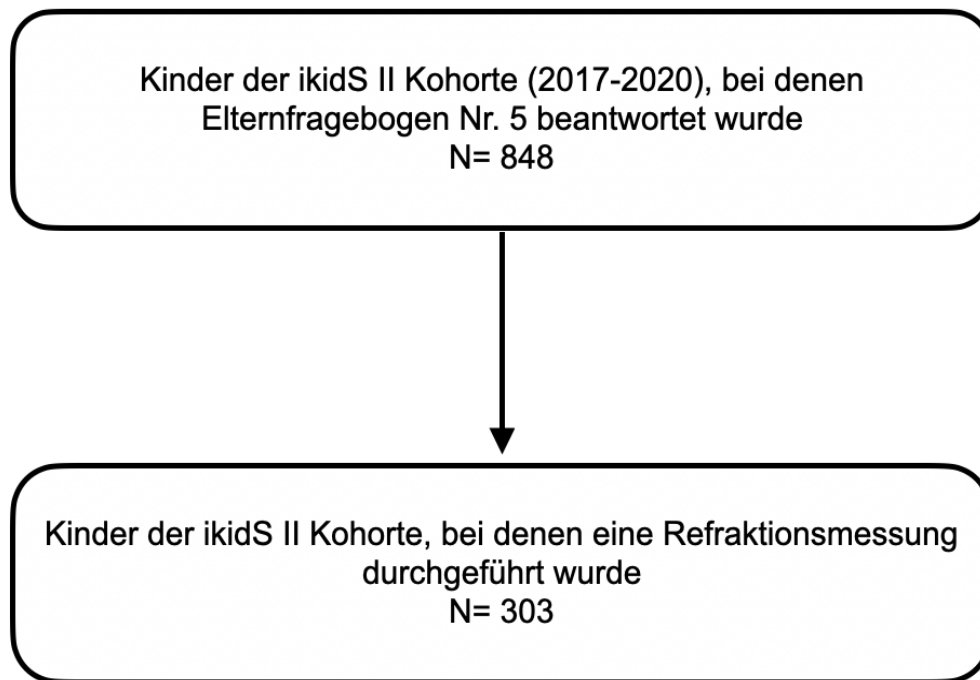 Kinder der ikidS II Kohorte (2017-2020), bei denen
Elternfragebogen Nr. 5 beantwortet wurde
N= 848
Kinder der ikidS II Kohorte, bei denen eine Refraktionsmessung
durchgeführt wurde
N= 303